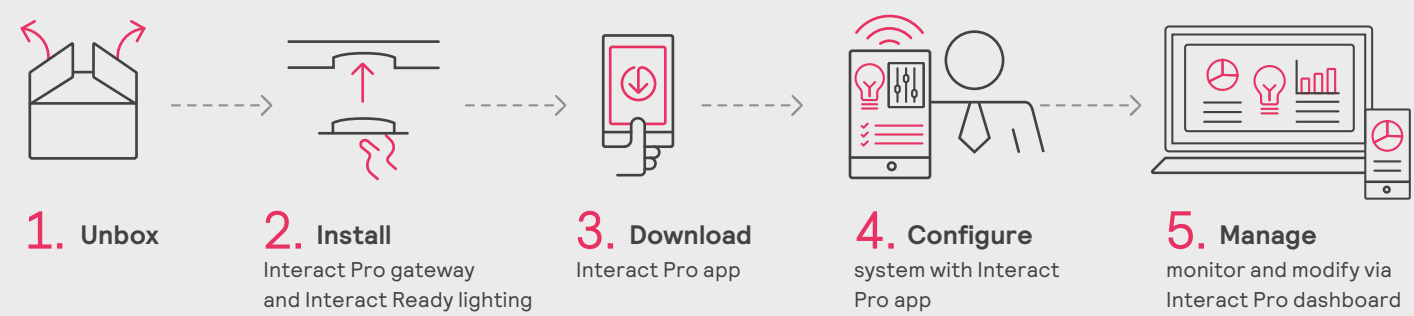 1. Unbox
2. Install
Interact Pro gateway
and Interact Ready lighting
3. Download
Interact Pro app
4. Configure
system with Interact
Pro app
5. Manage
monitor and modify via
Interact Pro dashboard